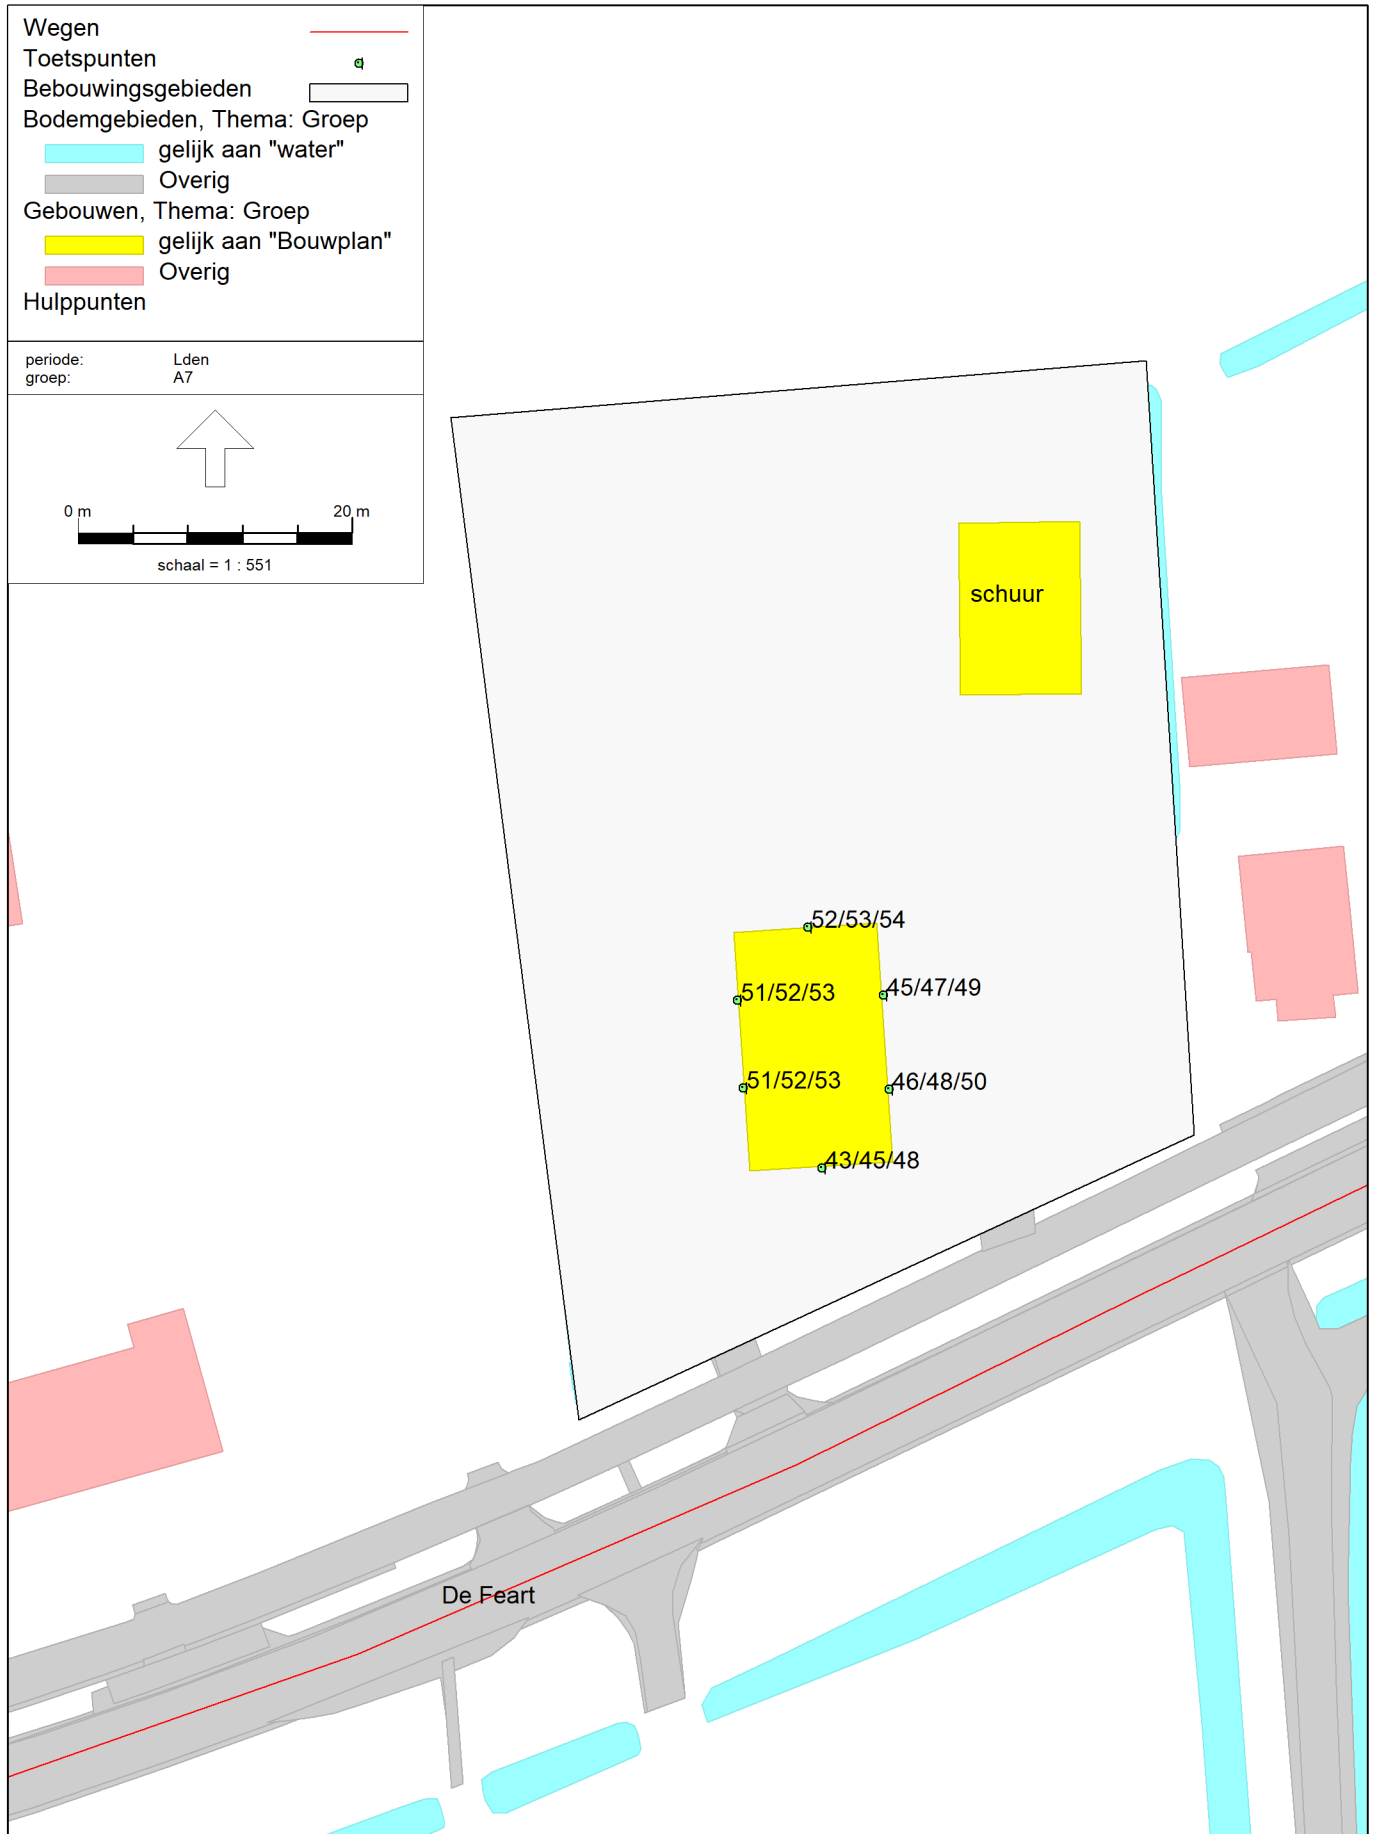 Wegen
Toetspunten
Bebouwingsgebieden
Bodemgebieden, Thema: Groep
gelijk aan "water"
Overig
Gebouwen, Thema: Groep
gelijk aan "Bouwplan"
Overig
Hulppunten
periode: Lden
groep: A7
0 m 20 m
schaal = 1 : 551
schuur
52/53/54
51/52/53 45/47/49
51/52/53 46/48/50
43/45/48
De Feart